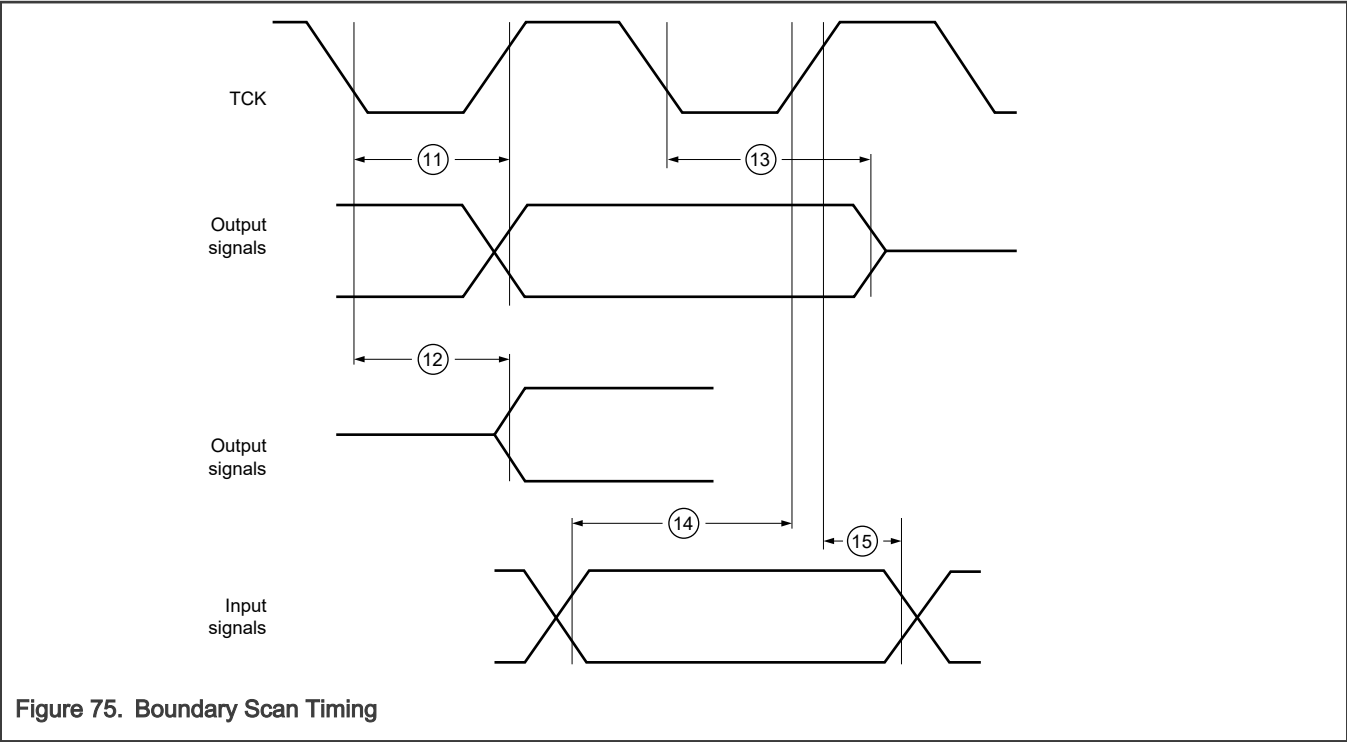 TCK
11
13
Output
signals
12
Output
signals
14
15
Input
signals
Figure 75. Boundary Scan Timing